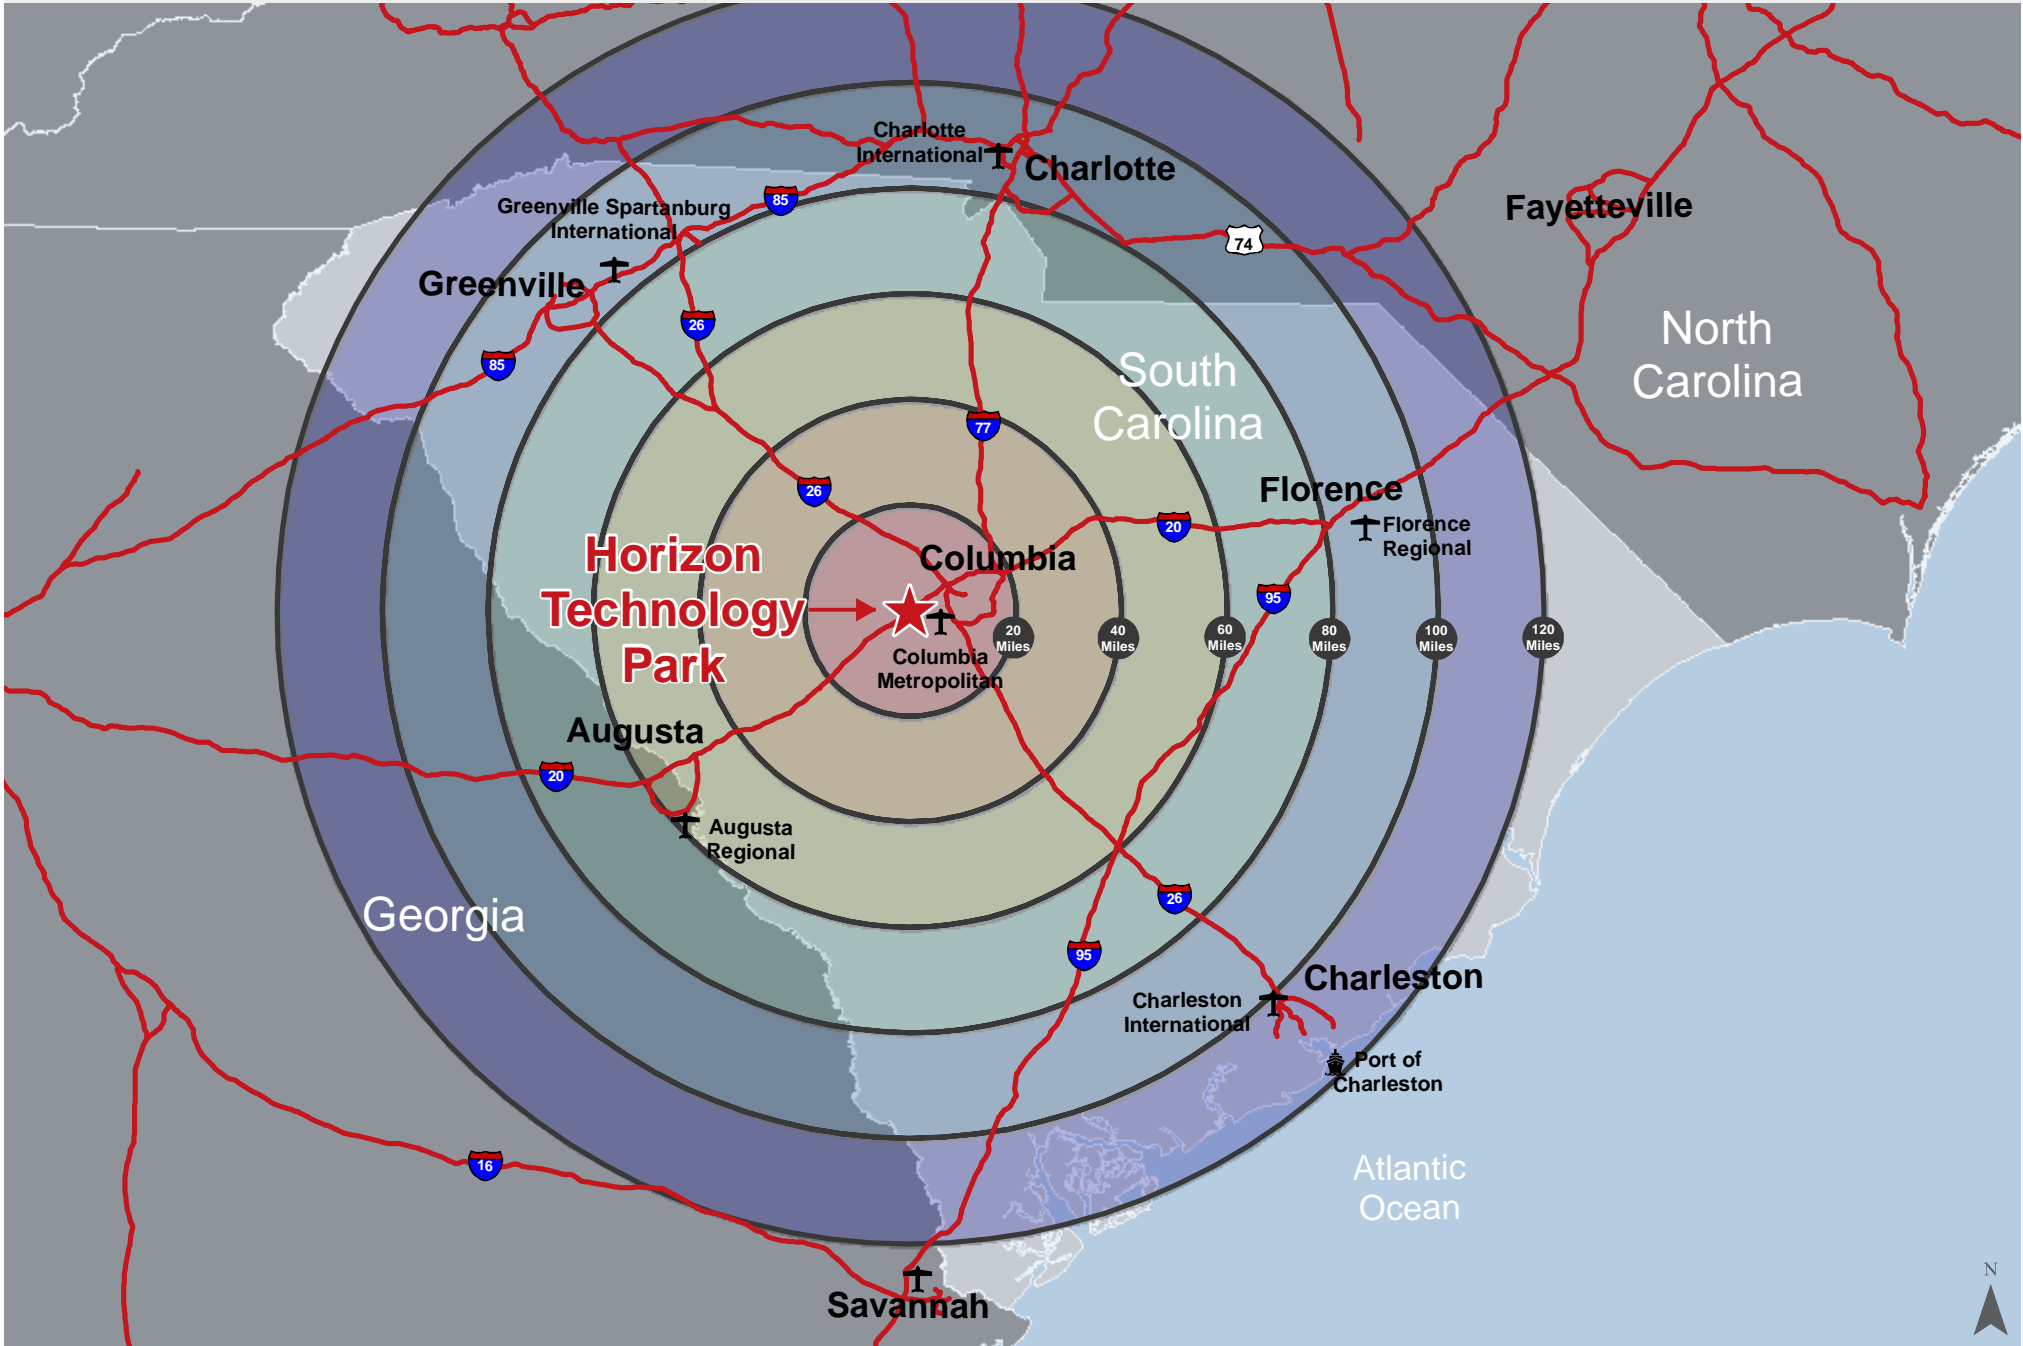 Charlotte
International
Charlotte
85
Greenville Spartanburg
International
Fayetteville
74
Greenville
26
85
North
Carolina
South
Carolina
77
26
Florence
20
Florence
Regional
Horizon
Technology
Park
Columbia
95
20
Miles
40
Miles
60
Miles
80
Miles
100
Miles
120
Miles
Columbia
Metropolitan
Augusta
20
Augusta
Regional
Georgia
26
95
Charleston
Charleston
International
Port of
Charleston
16
Atlantic
Ocean
Savannah
N